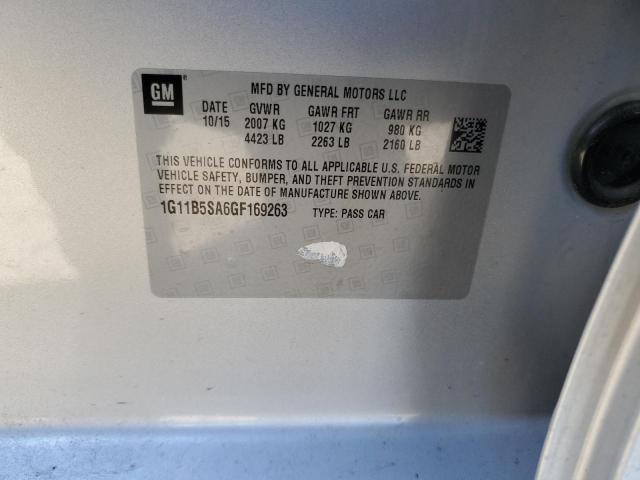 GM ®
MFD BY GENERAL MOTORS LLC
DATE GVWR GAWR FRT GAWR RR
10/15 2007 KG 1027 KG 980 KG
4423 LB 2263 LB 2160 LB
THIS VEHICLE CONFORMS TO ALL APPLICABLE U.S. FEDERAL MOTOR
VEHICLE SAFETY, BUMPER, AND THEFT PREVENTION STANDARDS IN
EFFECT ON THE DATE OF MANUFACTURE SHOWN ABOVE.
1G11B5SA6GF169263 TYPE: PASS CAR